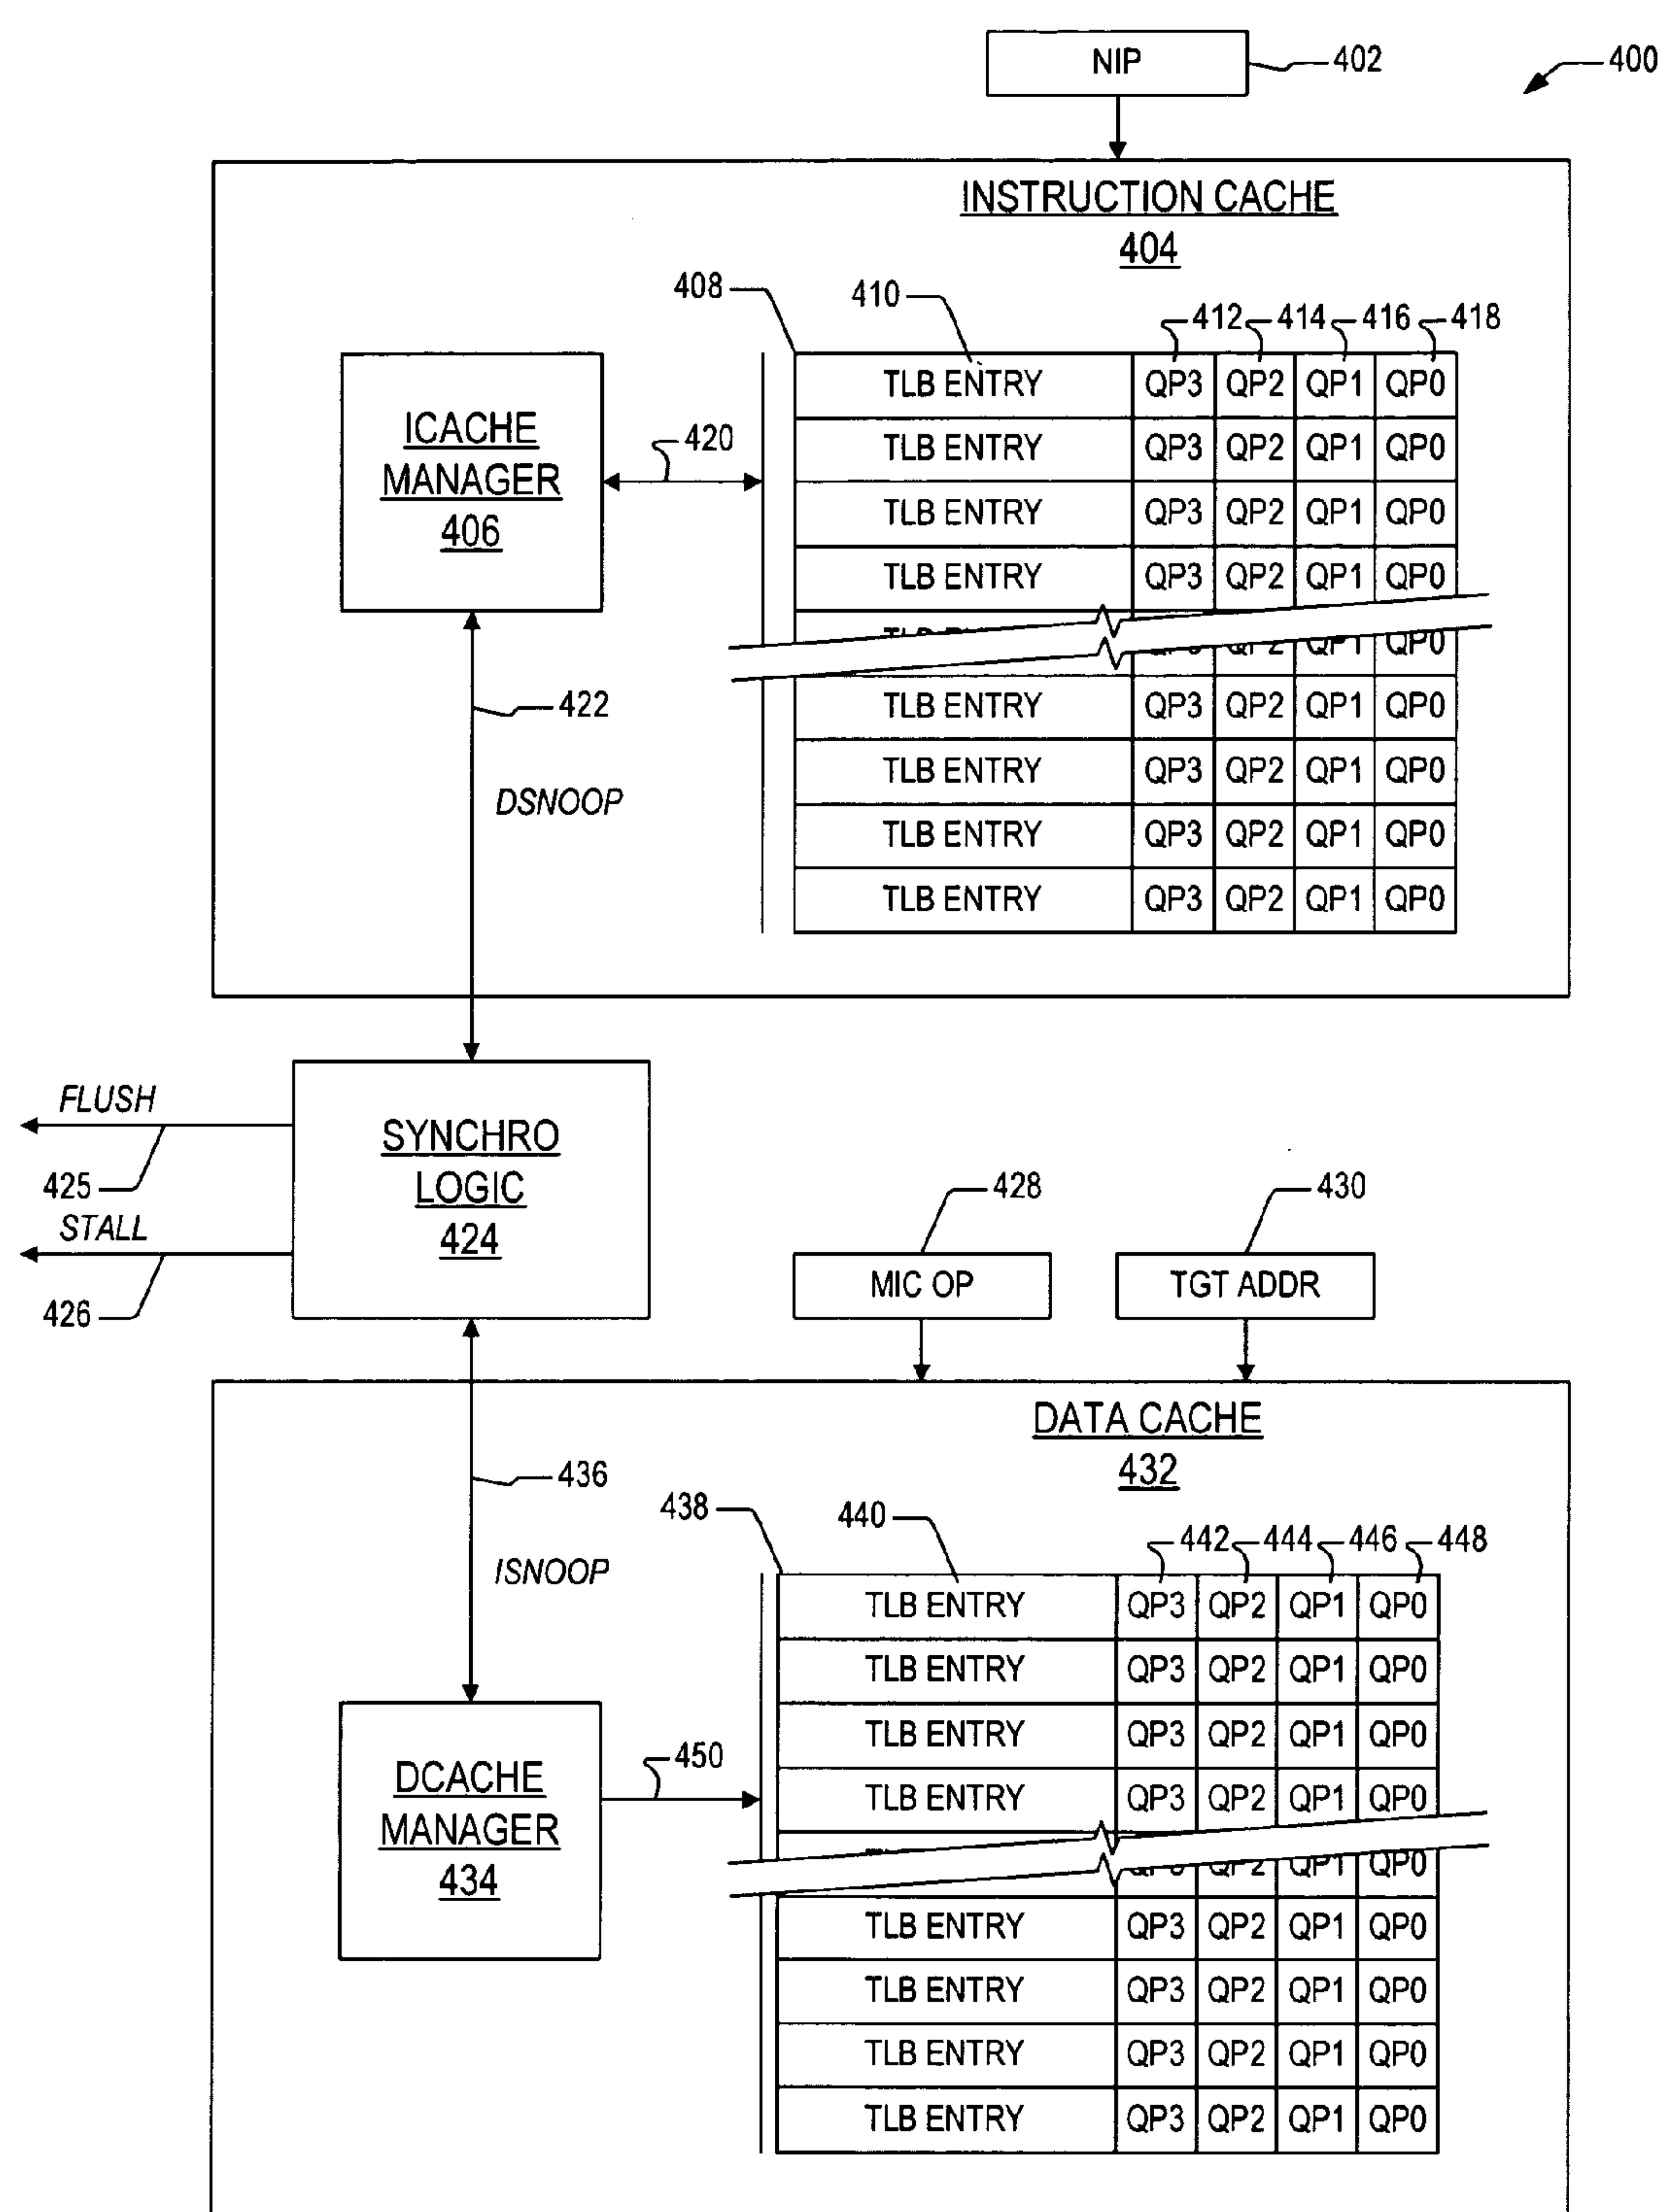 NIP 402 400
INSTRUCTION CACHE
404
408 410 412 414 416 418
TLB ENTRY QP3 QP2 QP1 QP0
TLB ENTRY QP3 QP2 QP1 QP0
TLB ENTRY QP3 QP2 QP1 QP0
TLB ENTRY QP3 QP2 QP1 QP0
ICACHE
MANAGER
406
420
QP0
TLB ENTRY QP3 QP2 QP1 QP0
TLB ENTRY QP3 QP2 QP1 QP0
TLB ENTRY QP3 QP2 QP1 QP0
TLB ENTRY QP3 QP2 QP1 QP0
422
DSNOOP
FLUSH
425
STALL
426
SYNCHRO
LOGIC
424
428 430
MIC OP TGT ADDR
DATA CACHE
432
436
ISNOOP
438 440 442 444 446 448
TLB ENTRY QP3 QP2 QP1 QP0
TLB ENTRY QP3 QP2 QP1 QP0
TLB ENTRY QP3 QP2 QP1 QP0
TLB ENTRY QP3 QP2 QP1 QP0
DCACHE
MANAGER
434
450
QP0
TLB ENTRY QP3 QP2 QP1 QP0
TLB ENTRY QP3 QP2 QP1 QP0
TLB ENTRY QP3 QP2 QP1 QP0
TLB ENTRY QP3 QP2 QP1 QP0